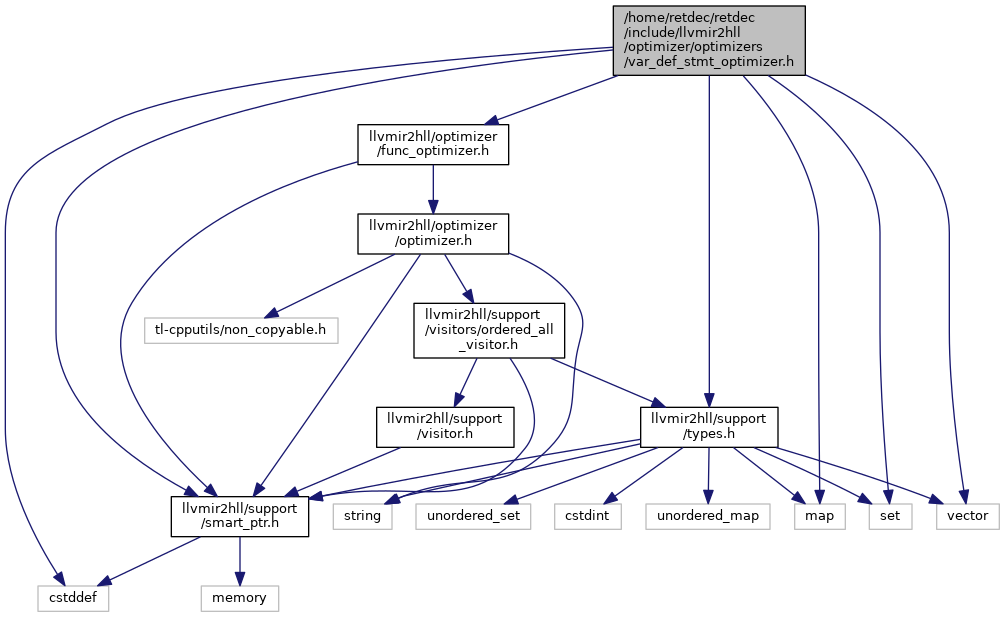 /home/retdec/retdec
/include/llvmir2hll
/optimizer/optimizers
/var_def_stmt_optimizer.h
llvmir2hll/optimizer
/func_optimizer.h
llvmir2hll/optimizer
/optimizer.h
tl-cpputils/non_copyable.h
llvmir2hll/support
/visitors/ordered_all
_visitor.h
llvmir2hll/support
/visitor.h
llvmir2hll/support
/types.h
llvmir2hll/support
/smart_ptr.h
string
unordered_set
cstdint
unordered_map
map
set
vector
cstddef
memory